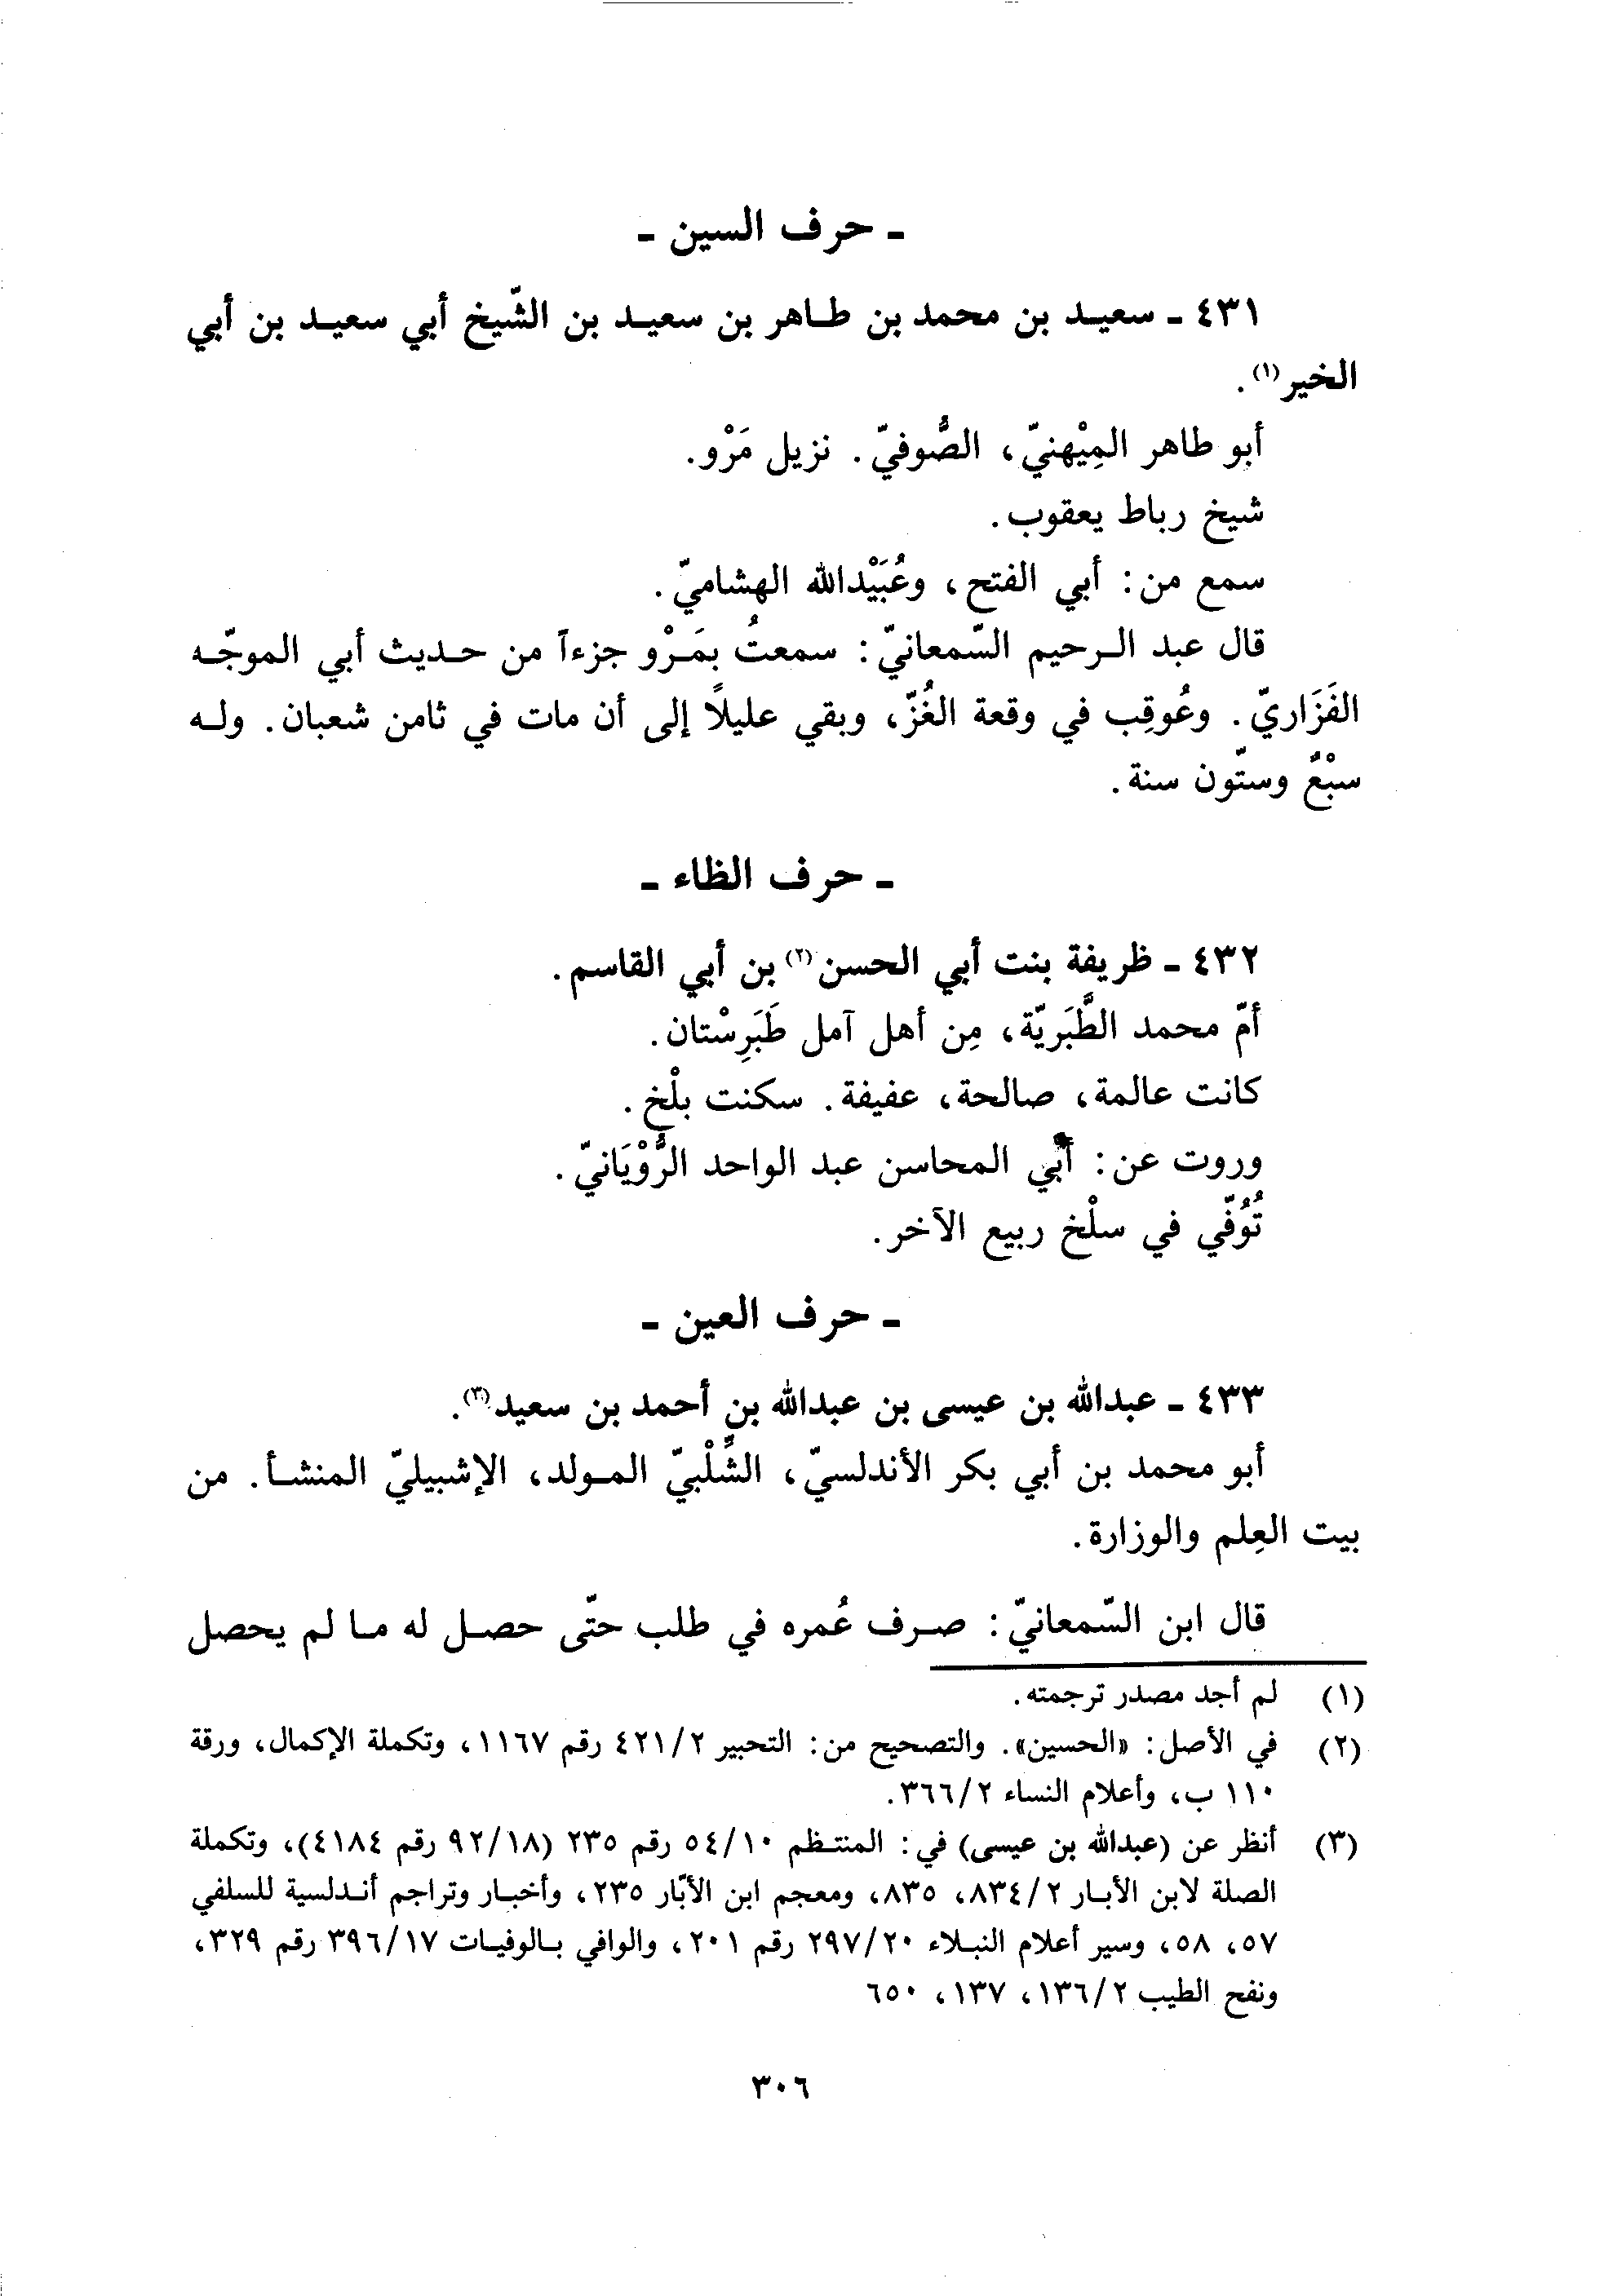 ـ حرف السين ـ
٤٣١ ـ سعيد بن محمد بن طاهر بن سعيد بن الشّيخ أبي سعيد بن أبي
الخير(١).
أبو طاهر المِيْهنيّ، الصُّوفيّ. نزيل مَرْو.
شيخ رباط يعقوب.
سمع من: أبي الفتح، وعُبَيْدالله الهشاميّ.
قال عبد الرحيم السّمعانيّ: سمعتُ بمَرْو جزءاً من حديث أبي الموجّه
الفَزَاريّ. وعُوقِب في وقعة الغُزّ، وبقي عليلاً إلى أن مات في ثامن شعبان. وله
سبْعٌ وستّون سنة.
ـ حرف الظاء ـ
٤٣٢ ـ ظريفة بنت أبي الحسن(٢) بن أبي القاسم.
أمّ محمد الطَّبَريّة، مِن أهل آمل طَبَرِسْتان.
كانت عالمة، صالحة، عفيفة. سكنت بلْخ.
وروت عن: أبي المحاسن عبد الواحد الرُّوْيَانيّ.
تُوُفّي في سلْخ ربيع الآخر.
ـ حرف العين ـ
٤٣٣ ـ عبدالله بن عيسى بن عبدالله بن أحمد بن سعيد(٣).
أبو محمد بن أبي بكر الأندلسيّ، الشِّلْبيّ المولد، الإشبيليّ المنشأ. من
بيت العِلم والوزارة.
قال ابن السّمعانيّ: صرف عُمره في طلب حتّى حصل له ما لم يحصل
(١) لم أجد مصدر ترجمته.
(٢) في الأصل: «الحسين». والتصحيح من: التحبير ٤٢١/٢ رقم ١١٦٧، وتكملة الإكمال، ورقة
١١٠ ب، وأعلام النساء ٣٦٦/٢.
(٣) أنظر عن (عبدالله بن عيسى) في: المنتظم ٥٤/١٠ رقم ٢٣٥ (٩٢/١٨ رقم ٤١٨٤)، وتكملة
الصلة لابن الأبار ٨٣٤/٢، ٨٣٥، ومعجم ابن الأبّار ٢٣٥، وأخبار وتراجم أندلسية للسلفي
٥٧، ٥٨، وسير أعلام النبلاء ٢٩٧/٢٠ رقم ٢٠١، والوافي بالوفيات ٣٩٦/١٧ رقم ٣٢٩،
ونفح الطيب ١٣٦/٢، ١٣٧، ٦٥٠
٣٠٦